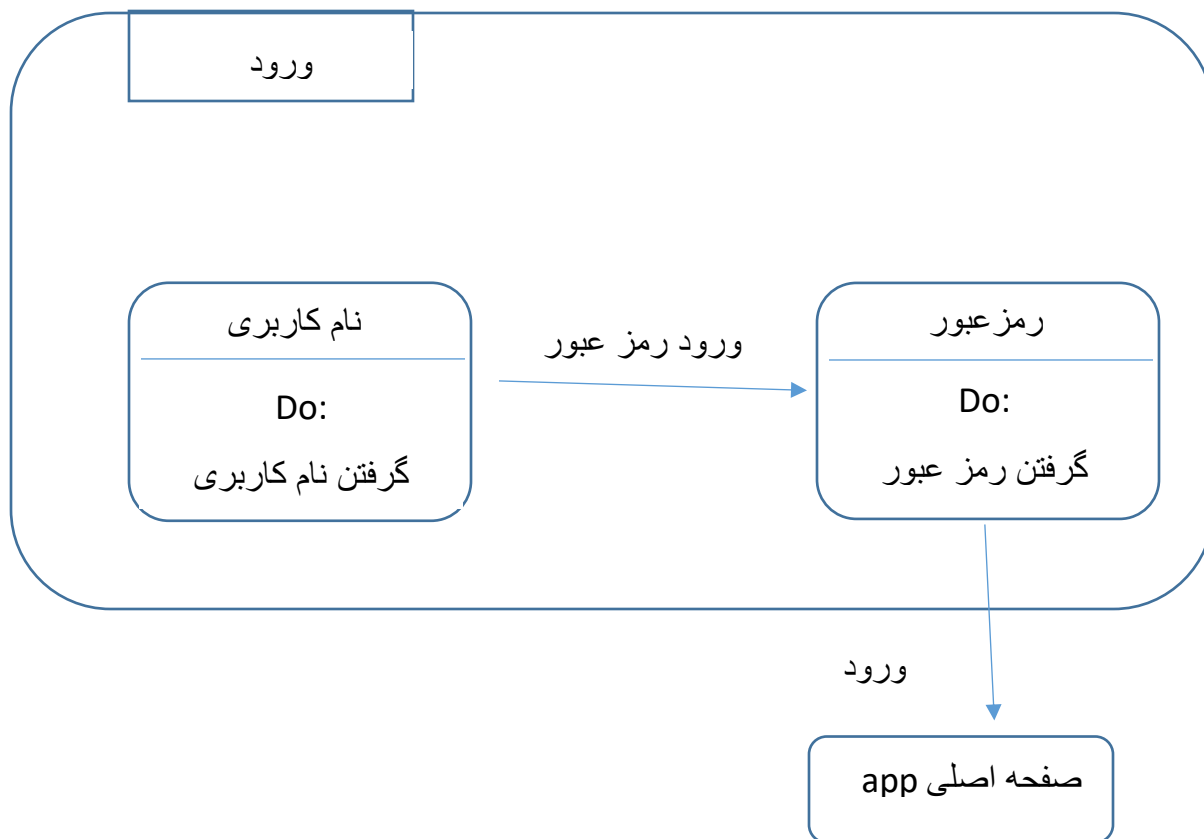 ورود
نام کاربری
Do:
گرفتن نام کاربری
ورود رمز عبور
رمزعبور
Do:
گرفتن رمز عبور
ورود
صفحه اصلی app